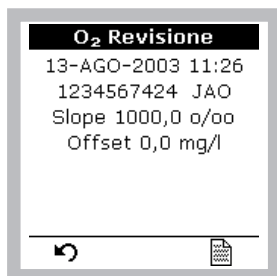 O₂ Revisione
13-AGO-2003 11:26
1234567424 JAO
Slope 1000,0 o/oo
Offset 0,0 mg/l